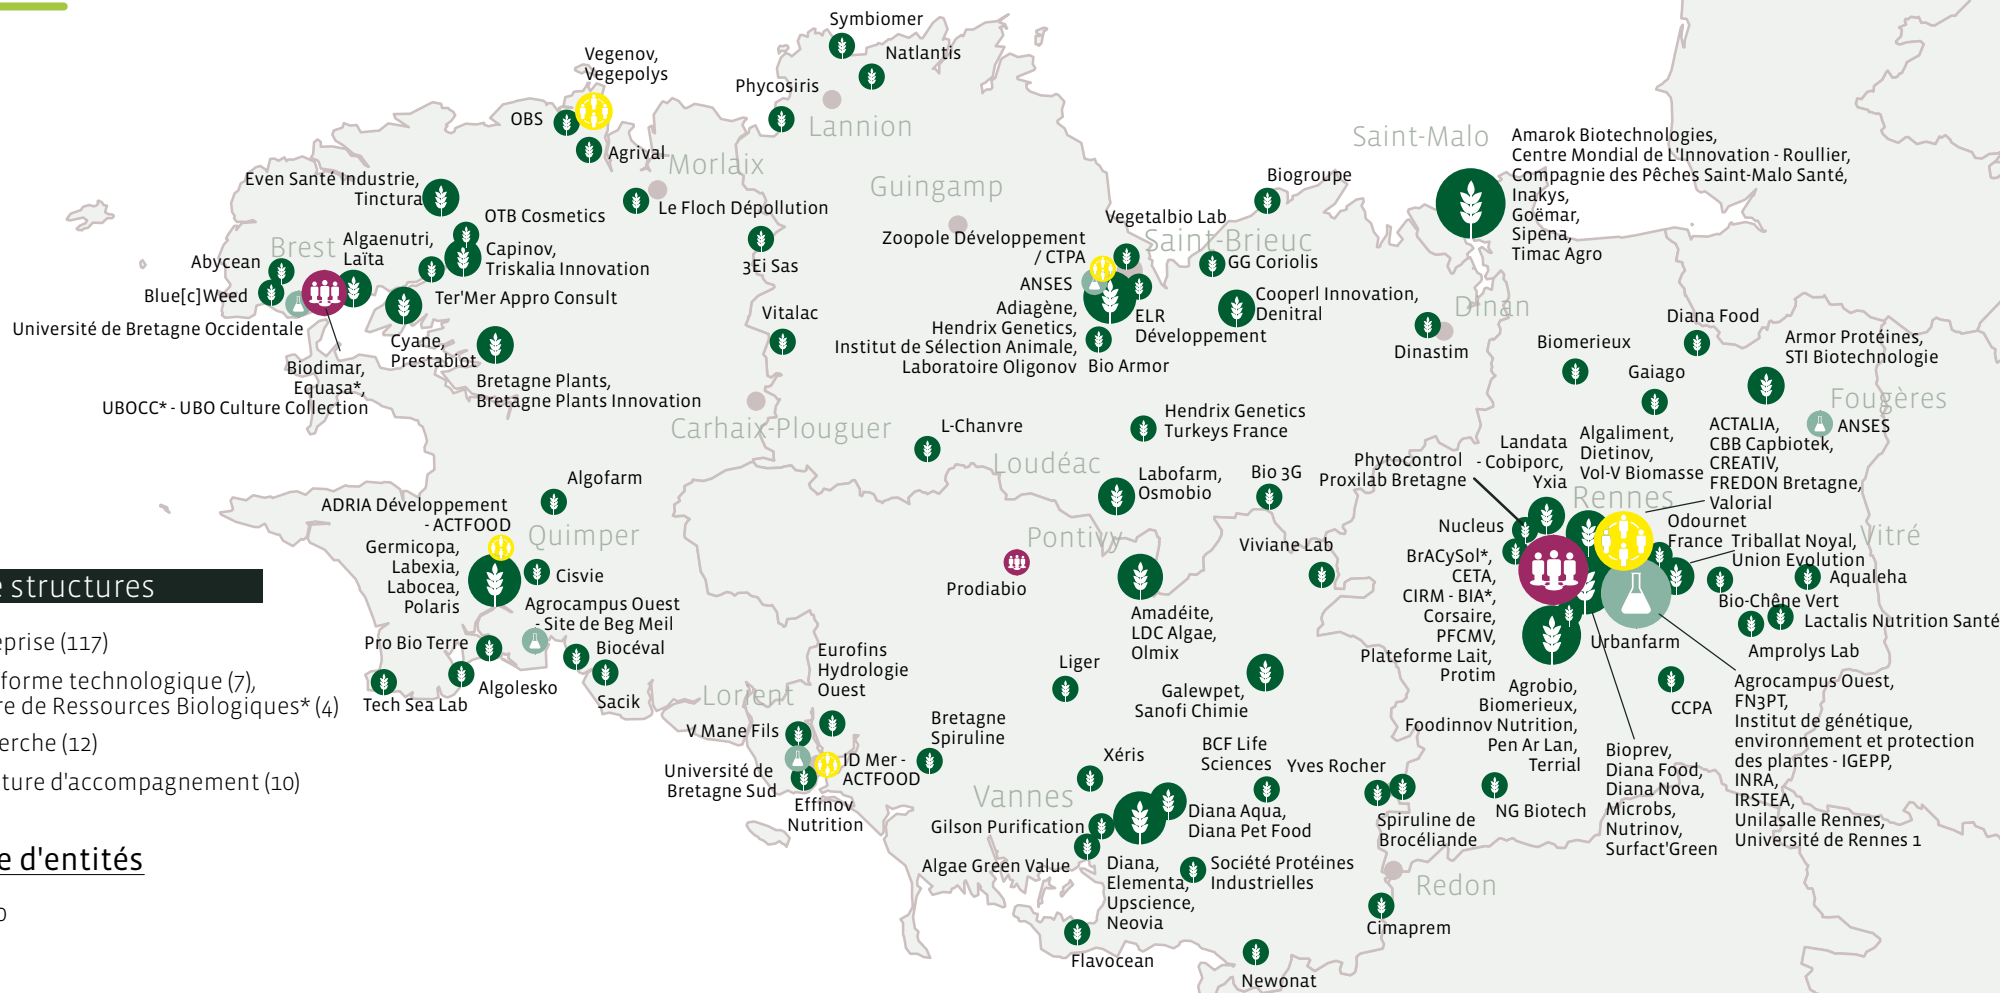 Symbiomer
Natlantis
Vegenov,
Vegepolys
Phycosiris
OBS
Lannion
Agrival
Morlaix
Saint-Malo
Amarok Biotechnologies,
Centre Mondial de L'Innovation - Roullier,
Compagnie des Pêches Saint-Malo Santé,
Inakys,
Goëmar,
Sipena,
Timac Agro
Even Santé Industrie,
Tinctura
Guingamp
Biogroupe
Le Floch Dépollution
OTB Cosmetics
Vegetalbio Lab
Zoopole Développement
/ CTPA
Saint-Brieuc
Brest
Algaenutri,
Laïta
Capinov,
Triskalia Innovation
Abycean
3Ei Sas
GG Coriolis
ANSES
Blue[c]Weed
Ter'Mer Appro Consult
Cooperl Innovation,
Denitral
Dinan
Université de Bretagne Occidentale
Vitalac
Adiagène,
Hendrix Genetics,
Institut de Sélection Animale,
Laboratoire Oligonov
ELR
Développement
Bio Armor
Dinastim
Diana Food
Biomerieux
Armor Protéines,
STI Biotechnologie
Cyane,
Prestabiot
Biodimar,
Equasa*,
UBOCC* - UBO Culture Collection
Bretagne Plants,
Bretagne Plants Innovation
Gaiago
Fougères
ANSES
Carhaix-Plouguer
L-Chanvre
Hendrix Genetics
Turkeys France
Loudéac
Labofarm,
Osmobio
Bio 3G
Phytocontrol
Proxilab Bretagne
Landata
- Cobiporc,
Yxia
Algaliment,
Dietinov,
Vol-V Biomasse
ACTALIA,
CBB Capbiotek,
CREATIV,
FREDON Bretagne,
Valorial
Rennes
Algofarm
ADRIA Développement
- ACTFOOD
Quimper
Germicopa,
Labexia,
Labocea,
Polaris
Cisvie
Pontivy
Prodiabio
Viviane Lab
Nucleus
Odournet
France
Triballat Noyal,
Union Evolution
Vitré
Aqualeha
BrACySol*,
CETA,
CIRM - BIA*,
Corsaire,
PFCMV,
Plateforme Lait,
Protim
Bio-Chêne Vert
Lactalis Nutrition Santé
Urbanfarm
Amprolys Lab
e structures
eprise (117)
forme technologique (7),
re de Ressources Biologiques* (4)
erche (12)
ture d'accompagnement (10)
Agrocampus Ouest
- Site de Beg Meil
Pro Bio Terre
Biocéval
Algolesko
Tech Sea Lab
Sacik
Amadéite,
LDC Algae,
Olmix
Eurofins
Hydrologie
Ouest
Liger
Galewpet,
Sanofi Chimie
Lorient
V Mane Fils
Bretagne
Spiruline
Agrobio,
Biomerieux,
Foodinnov Nutrition,
Pen Ar Lan,
Terrial
CCPA
Agrocampus Ouest,
FN3PT,
Institut de génétique,
environnement et protection
des plantes - IGEPP,
INRA,
IRSTEA,
Unilasalle Rennes,
Université de Rennes 1
Bioprev,
Diana Food,
Diana Nova,
Microbs,
Nutrinov,
Surfact'Green
Université de
Bretagne Sud
ID Mer -
ACTFOOD
Effinov
Nutrition
Xéris
BCF Life
Sciences
Yves Rocher
NG Biotech
Vannes
Gilson Purification
Diana Aqua,
Diana Pet Food
Spiruline de
Brocéliande
Algae Green Value
Diana,
Elementa,
Upscience,
Neovia
Société Protéines
Industrielles
Redon
Cimaprem
Flavocean
Newonat
e d'entités
0